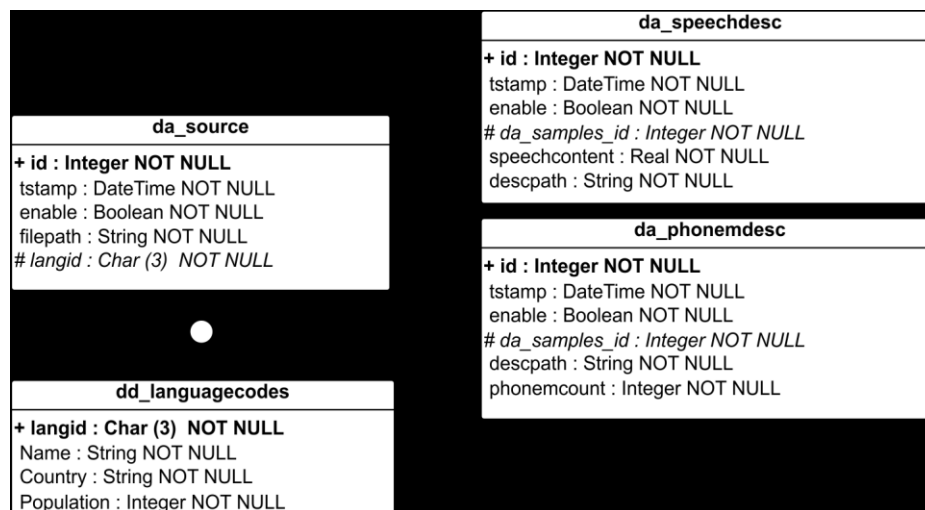 da_speechdesc
+ id : Integer NOT NULL
tstamp : DateTime NOT NULL
enable : Boolean NOT NULL
# da_samples_id : Integer NOT NULL
speechcontent : Real NOT NULL
descpath : String NOT NULL
da_source
+ id : Integer NOT NULL
tstamp : DateTime NOT NULL
enable : Boolean NOT NULL
filepath : String NOT NULL
# langid : Char (3) NOT NULL
da_phonemdesc
+ id : Integer NOT NULL
tstamp : DateTime NOT NULL
enable : Boolean NOT NULL
# da_samples_id : Integer NOT NULL
descpath : String NOT NULL
phonemcount : Integer NOT NULL
dd_languagecodes
+ langid : Char (3) NOT NULL
Name : String NOT NULL
Country : String NOT NULL
Population : Integer NOT NULL